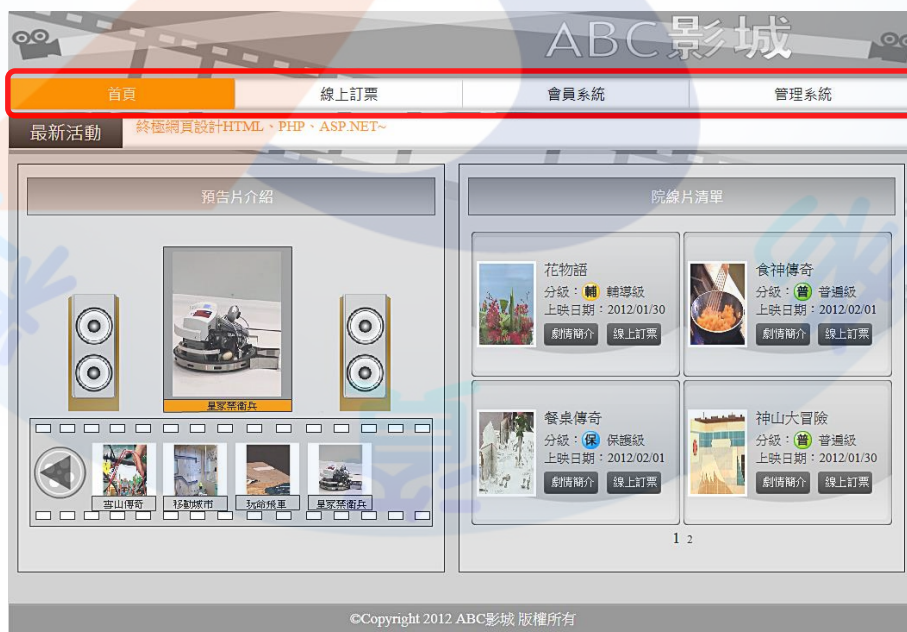 ABC影城
首頁 線上訂票 會員系統 管理系統
最新活動 終極網頁設計HTML、PHP、ASP.NET~
預告片介紹
皇家禁衛兵
雪山傳奇 移動城市 玩命飛車 皇家禁衛兵
院線片清單
花物語
分級：輔 輔導級
上映日期：2012/01/30
劇情簡介 線上訂票
食神傳奇
分級：普 普遍級
上映日期：2012/02/01
劇情簡介 線上訂票
餐桌傳奇
分級：保 保護級
上映日期：2012/02/01
劇情簡介 線上訂票
神山大冒險
分級：普 普遍級
上映日期：2012/01/30
劇情簡介 線上訂票
1 2
©Copyright 2012 ABC影城 版權所有